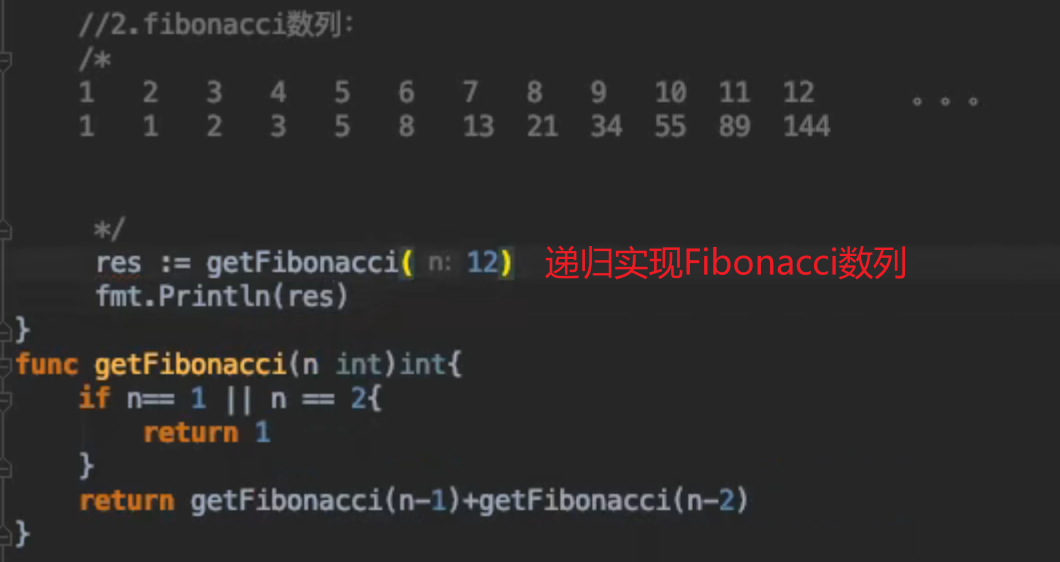 //2.fibonacci数列：
/*
1 2 3 4 5 6 7 8 9 10 11 12 。。。
1 1 2 3 5 8 13 21 34 55 89 144
*/
res := getFibonacci( n: 12) 递归实现Fibonacci数列
fmt.Println(res)
}
func getFibonacci(n int)int{
if n== 1 || n == 2{
return 1
}
return getFibonacci(n-1)+getFibonacci(n-2)
}